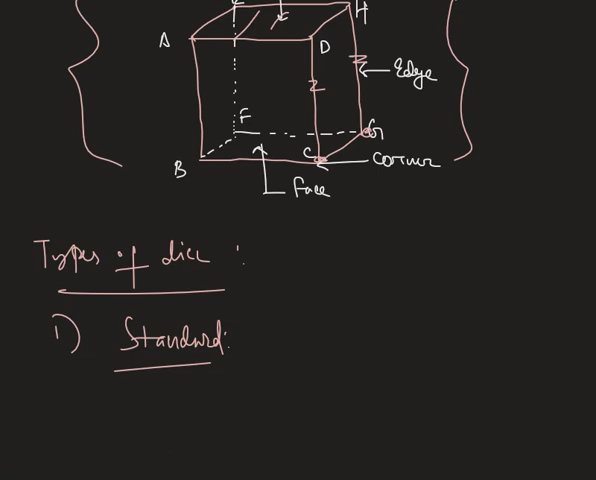 H
A
D
Edge
F
G
C
corner
B
face
Types of dice :
1) Standard: